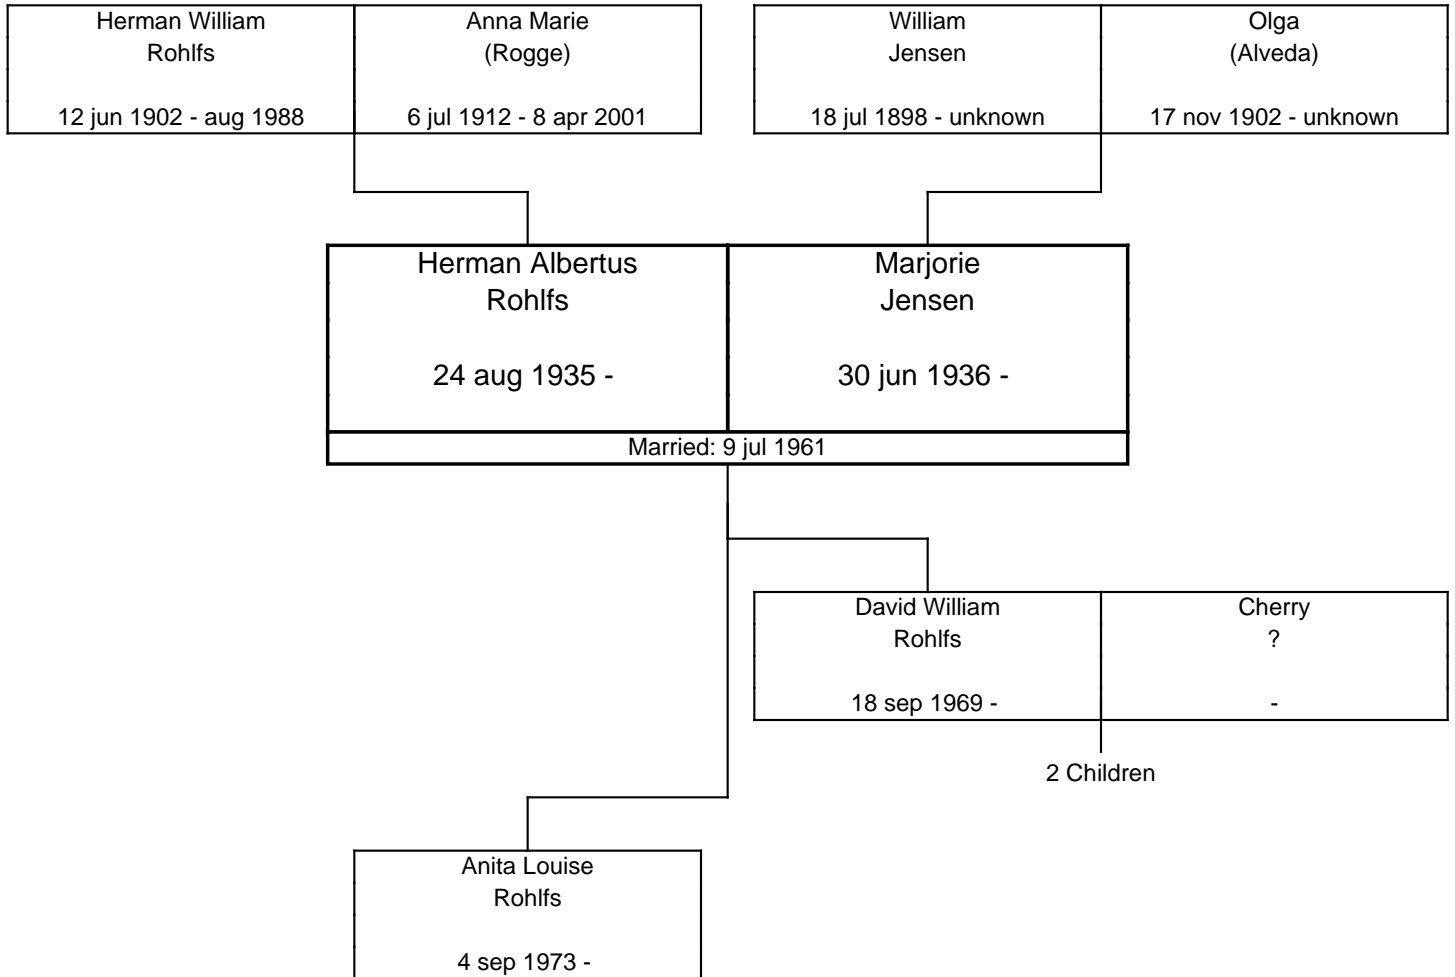 Herman William
Rohlfs
12 jun 1902 - aug 1988
Anna Marie
(Rogge)
6 jul 1912 - 8 apr 2001
William
Jensen
18 jul 1898 - unknown
Olga
(Alveda)
17 nov 1902 - unknown
Herman Albertus
Rohlfs
24 aug 1935 -
Marjorie
Jensen
30 jun 1936 -
Married: 9 jul 1961
David William
Rohlfs
18 sep 1969 -
Cherry
?
-
2 Children
Anita Louise
Rohlfs
4 sep 1973 -